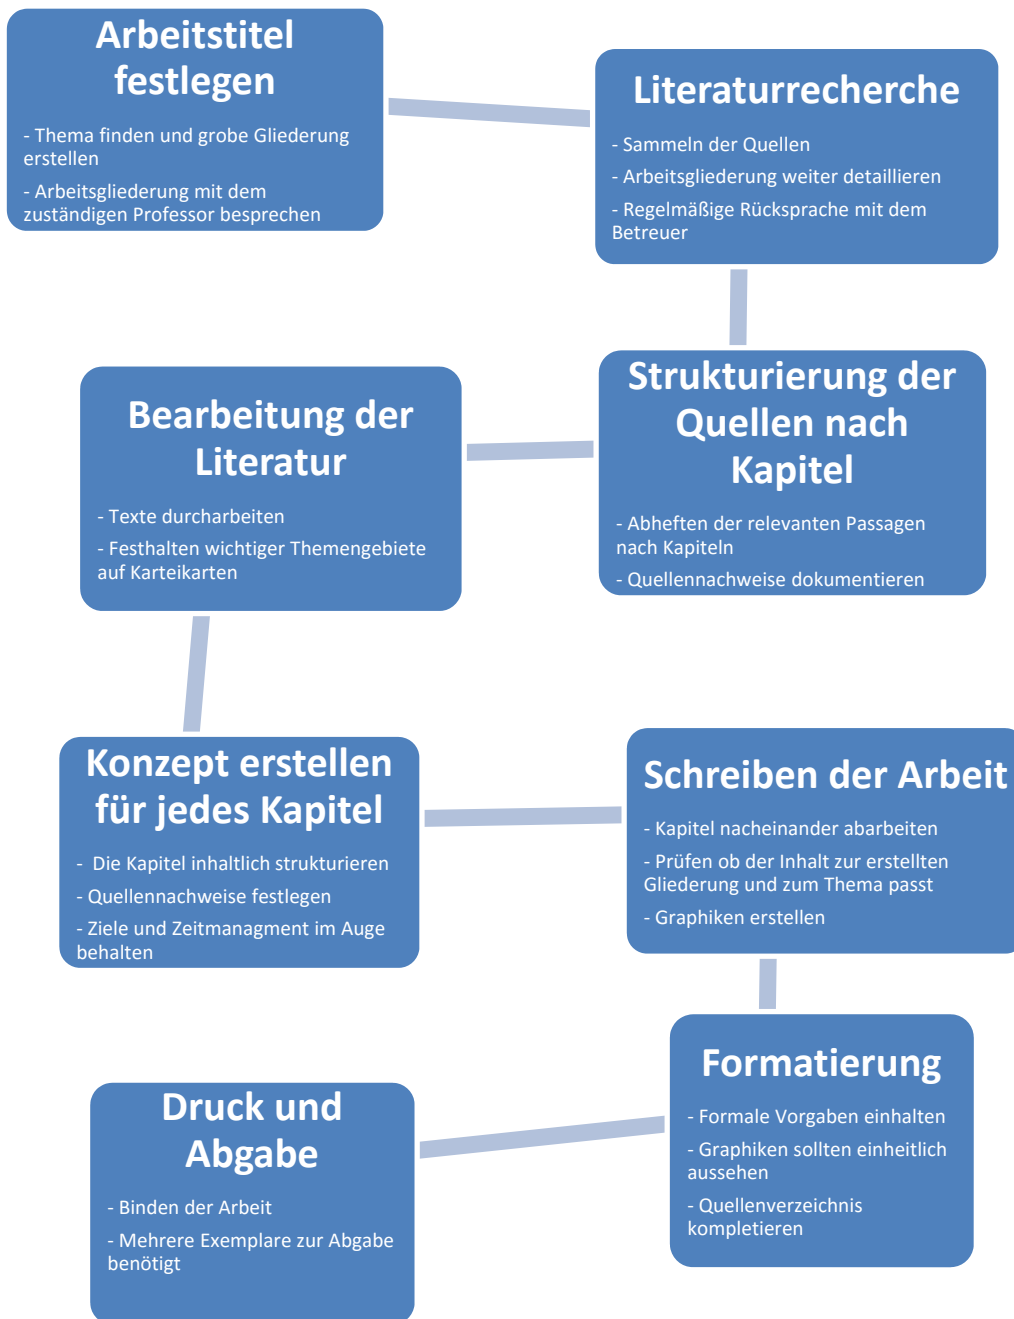 Arbeitstitel
festlegen
- Thema finden und grobe Gliederung
erstellen
- Arbeitsgliederung mit dem
zuständigen Professor besprechen
Literaturrecherche
- Sammeln der Quellen
- Arbeitsgliederung weiter detaillieren
- Regelmäßige Rücksprache mit dem
Betreuer
Strukturierung der
Quellen nach
Kapitel
- Abheften der relevanten Passagen
nach Kapiteln
- Quellennachweise dokumentieren
Bearbeitung der
Literatur
- Texte durcharbeiten
- Festhalten wichtiger Themengebiete
auf Karteikarten
Konzept erstellen
für jedes Kapitel
- Die Kapitel inhaltlich strukturieren
- Quellennachweise festlegen
- Ziele und Zeitmanagment im Auge
behalten
Schreiben der Arbeit
- Kapitel nacheinander abarbeiten
- Prüfen ob der Inhalt zur erstellten
Gliederung und zum Thema passt
- Graphiken erstellen
Formatierung
- Formale Vorgaben einhalten
- Graphiken sollten einheitlich
aussehen
- Quellenverzeichnis
kompletieren
Druck und
Abgabe
- Binden der Arbeit
- Mehrere Exemplare zur Abgabe
benötigt